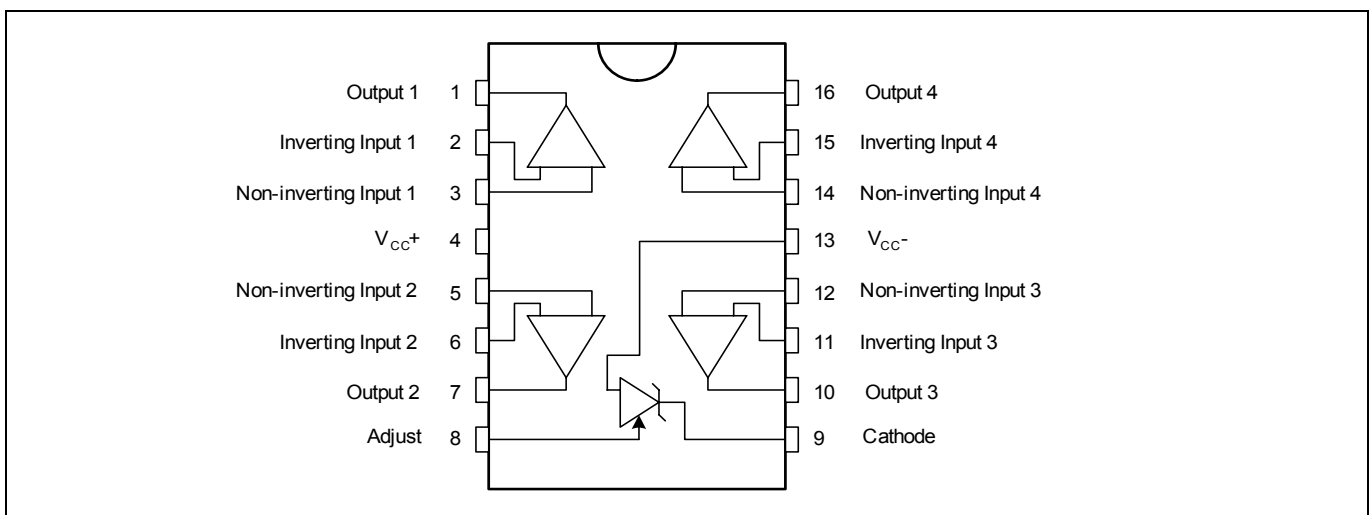 Output 1 1 16 Output 4
Inverting Input 1 2 15 Inverting Input 4
Non-inverting Input 1 3 14 Non-inverting Input 4
VCC+ 4 13 VCC-
Non-inverting Input 2 5 12 Non-inverting Input 3
Inverting Input 2 6 11 Inverting Input 3
Output 2 7 10 Output 3
Adjust 8 9 Cathode